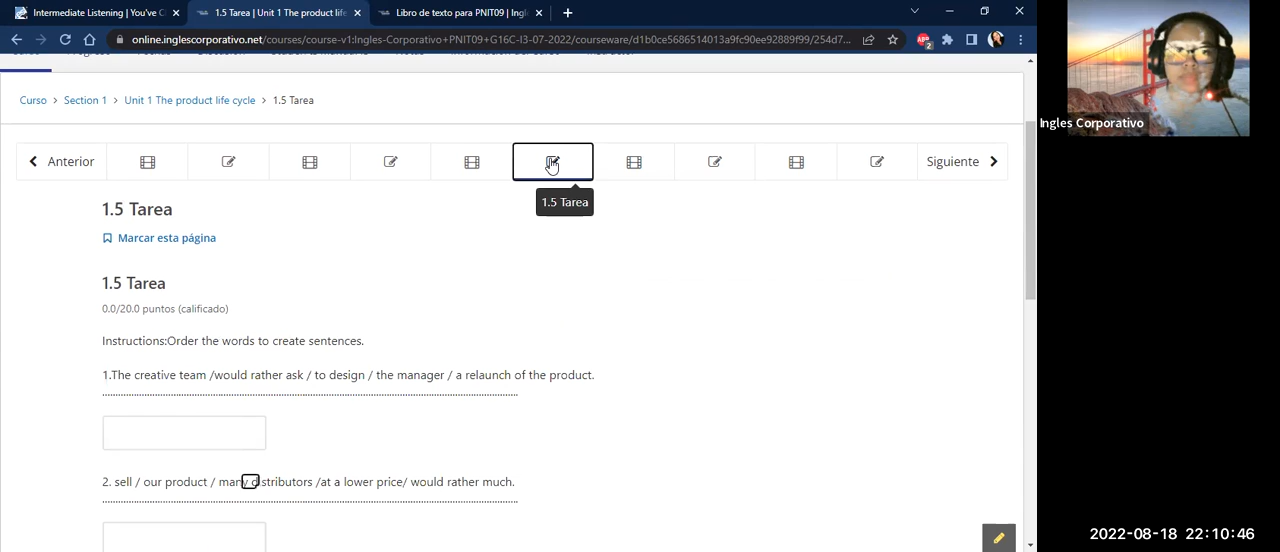 Intermediate Listening | You've C
1.5 Tarea | Unit 1 The product life
Libro de texto para PNIT09 | Ingl
online.inglescorporativo.net/courses/course-v1:Ingles-Corporativo+PNIT09+G16C-I3-07-2022/courseware/d1b0ce5686514013a9fc90ee92889f99/254d7...
2
Curso > Section 1 > Unit 1 The product life cycle > 1.5 Tarea
Anterior
Siguiente
1.5 Tarea
1.5 Tarea
Marcar esta página
1.5 Tarea
0.0/20.0 puntos (calificado)
Instructions:Order the words to create sentences.
1.The creative team /would rather ask / to design / the manager / a relaunch of the product.
2. sell / our product / many distributors /at a lower price/ would rather much.
Ingles Corporativo
2022-08-18 22:10:46